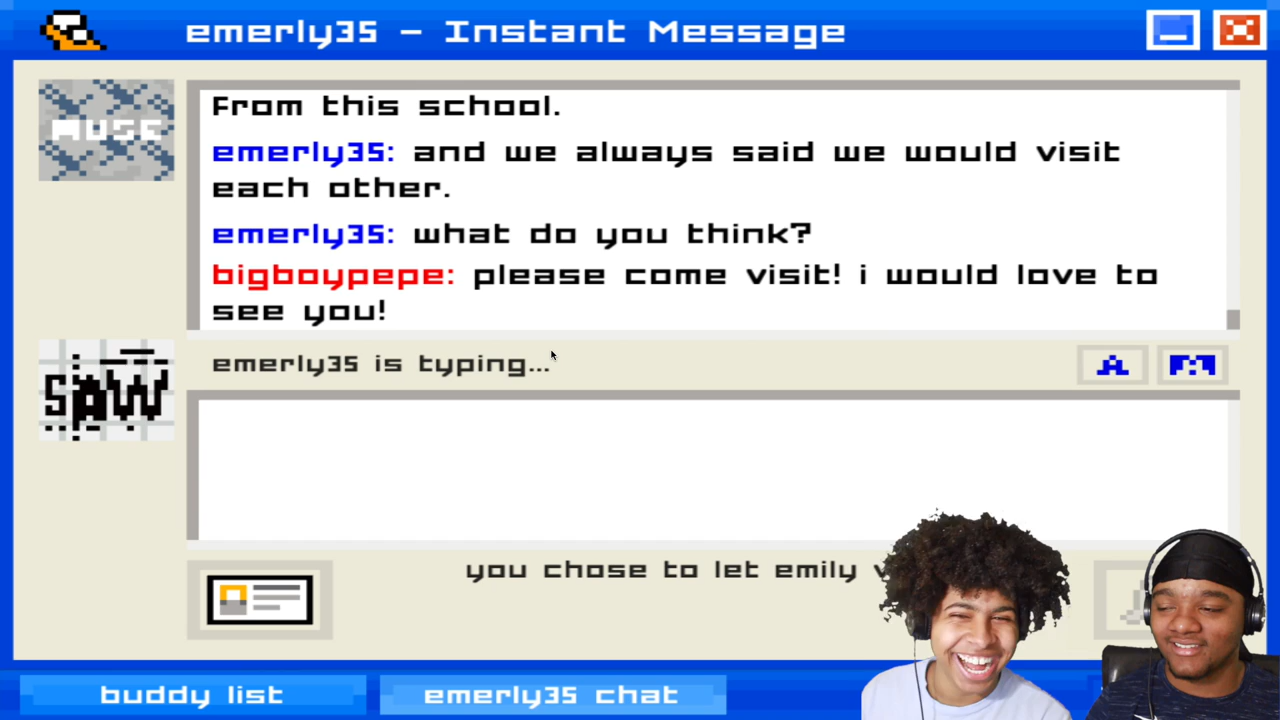 emerly35 - Instant Message
MUSE
From this school.
emerly35: and we always said we would visit
each other.
emerly35: what do you think?
bigboypepe: please come visit! i would love to
see you!
SAW
emerly35 is typing...
A
you chose to let emily
buddy list
emerly35 chat